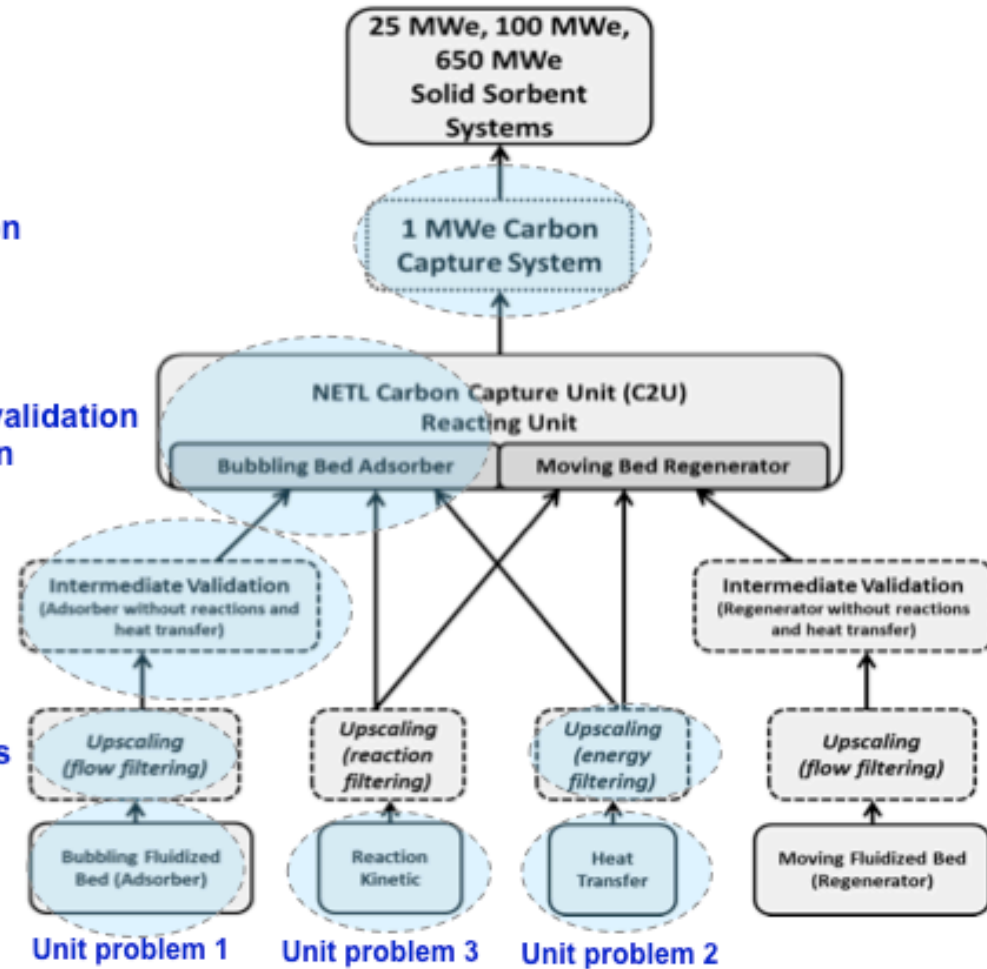 25 MWe, 100 MWe,
650 MWe
Solid Sorbent
Systems
on
1 MWe Carbon
Capture System
validation
n
NETL Carbon Capture Unit (C2U)
Reacting Unit
Bubbling Bed Adsorber
Moving Bed Regenerator
Intermediate Validation
(Adsorber without reactions and
heat transfer)
Intermediate Validation
(Regenerator without reactions
and heat transfer)
s
Upscaling
(flow filtering)
Upscaling
(reaction
filtering)
Upscaling
(energy
filtering)
Upscaling
(flow filtering)
Bubbling Fluidized
Bed (Adsorber)
Reaction
Kinetic
Heat
Transfer
Moving Fluidized Bed
(Regenerator)
Unit problem 1
Unit problem 3
Unit problem 2